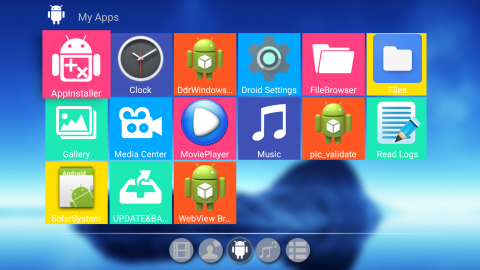 My Apps
AppInstaller
Clock
DdrWindows...
Droid Settings
FileBrowser
Files
Gallery
Media Center
MoviePlayer
Music
pic_validate
Read Logs
Android
SolarSystem
UPDATE&BA...
WebView Br...